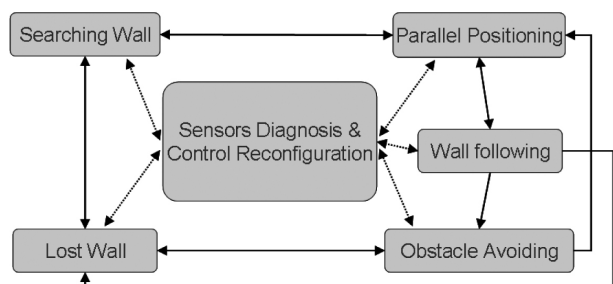 Searching Wall
Parallel Positioning
Sensors Diagnosis &
Control Reconfiguration
Wall following
Lost Wall
Obstacle Avoiding